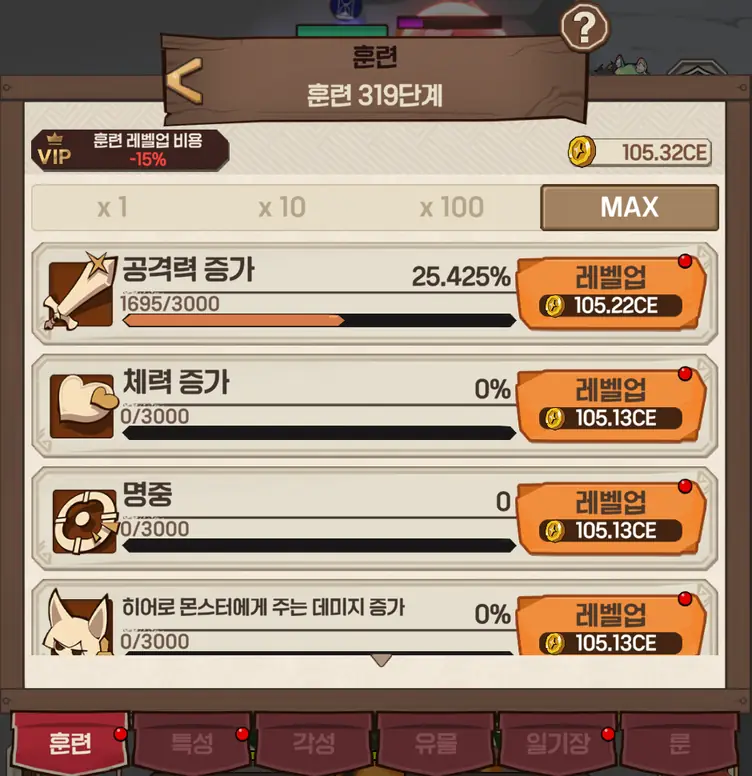 훈련
훈련 319단계
?
VIP
훈련 레벨업 비용
-15%
105.32CE
x 1
x 10
x 100
MAX
공격력 증가
25.425%
1695/3000
레벨업
105.22CE
체력 증가
0%
0/3000
레벨업
105.13CE
명중
0
0/3000
레벨업
105.13CE
히어로 몬스터에게 주는 데미지 증가
0%
0/3000
레벨업
105.13CE
훈련
특성
각성
유물
일기장
룬